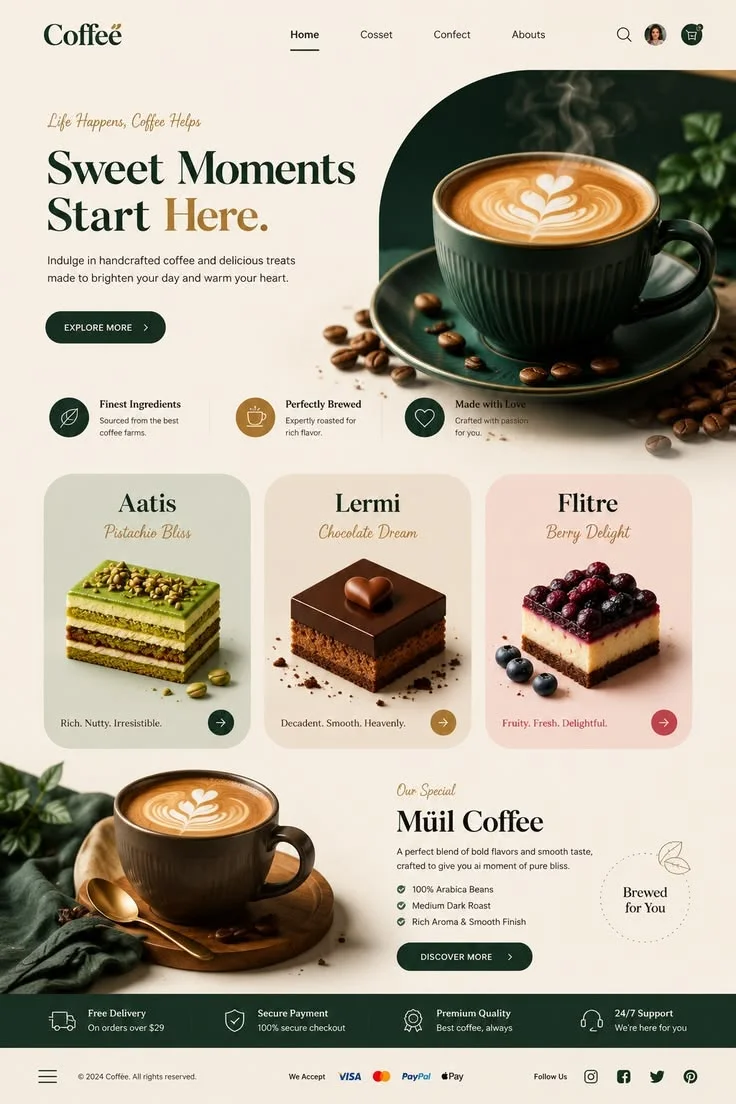 Coffeé
Home
Cosset
Confect
Abouts
Life Happens, Coffee Helps
Sweet Moments
Start Here.
Indulge in handcrafted coffee and delicious treats
made to brighten your day and warm your heart.
EXPLORE MORE
Finest Ingredients
Sourced from the best
coffee farms.
Perfectly Brewed
Expertly roasted for
rich flavor.
Made with Love
Crafted with passion
for you.
Aatis
Pistachio Bliss
Rich. Nutty. Irresistible.
Lermi
Chocolate Dream
Decadent. Smooth. Heavenly.
Flitre
Berry Delight
Fruity. Fresh. Delightful.
Our Special
Müil Coffee
A perfect blend of bold flavors and smooth taste,
crafted to give you ai moment of pure bliss.
100% Arabica Beans
Medium Dark Roast
Rich Aroma & Smooth Finish
DISCOVER MORE
Brewed
for You
Free Delivery
On orders over $29
Secure Payment
100% secure checkout
Premium Quality
Best coffee, always
24/7 Support
We're here for you
© 2024 Coffée. All rights reserved.
We Accept
VISA
PayPal
Pay
Follow Us